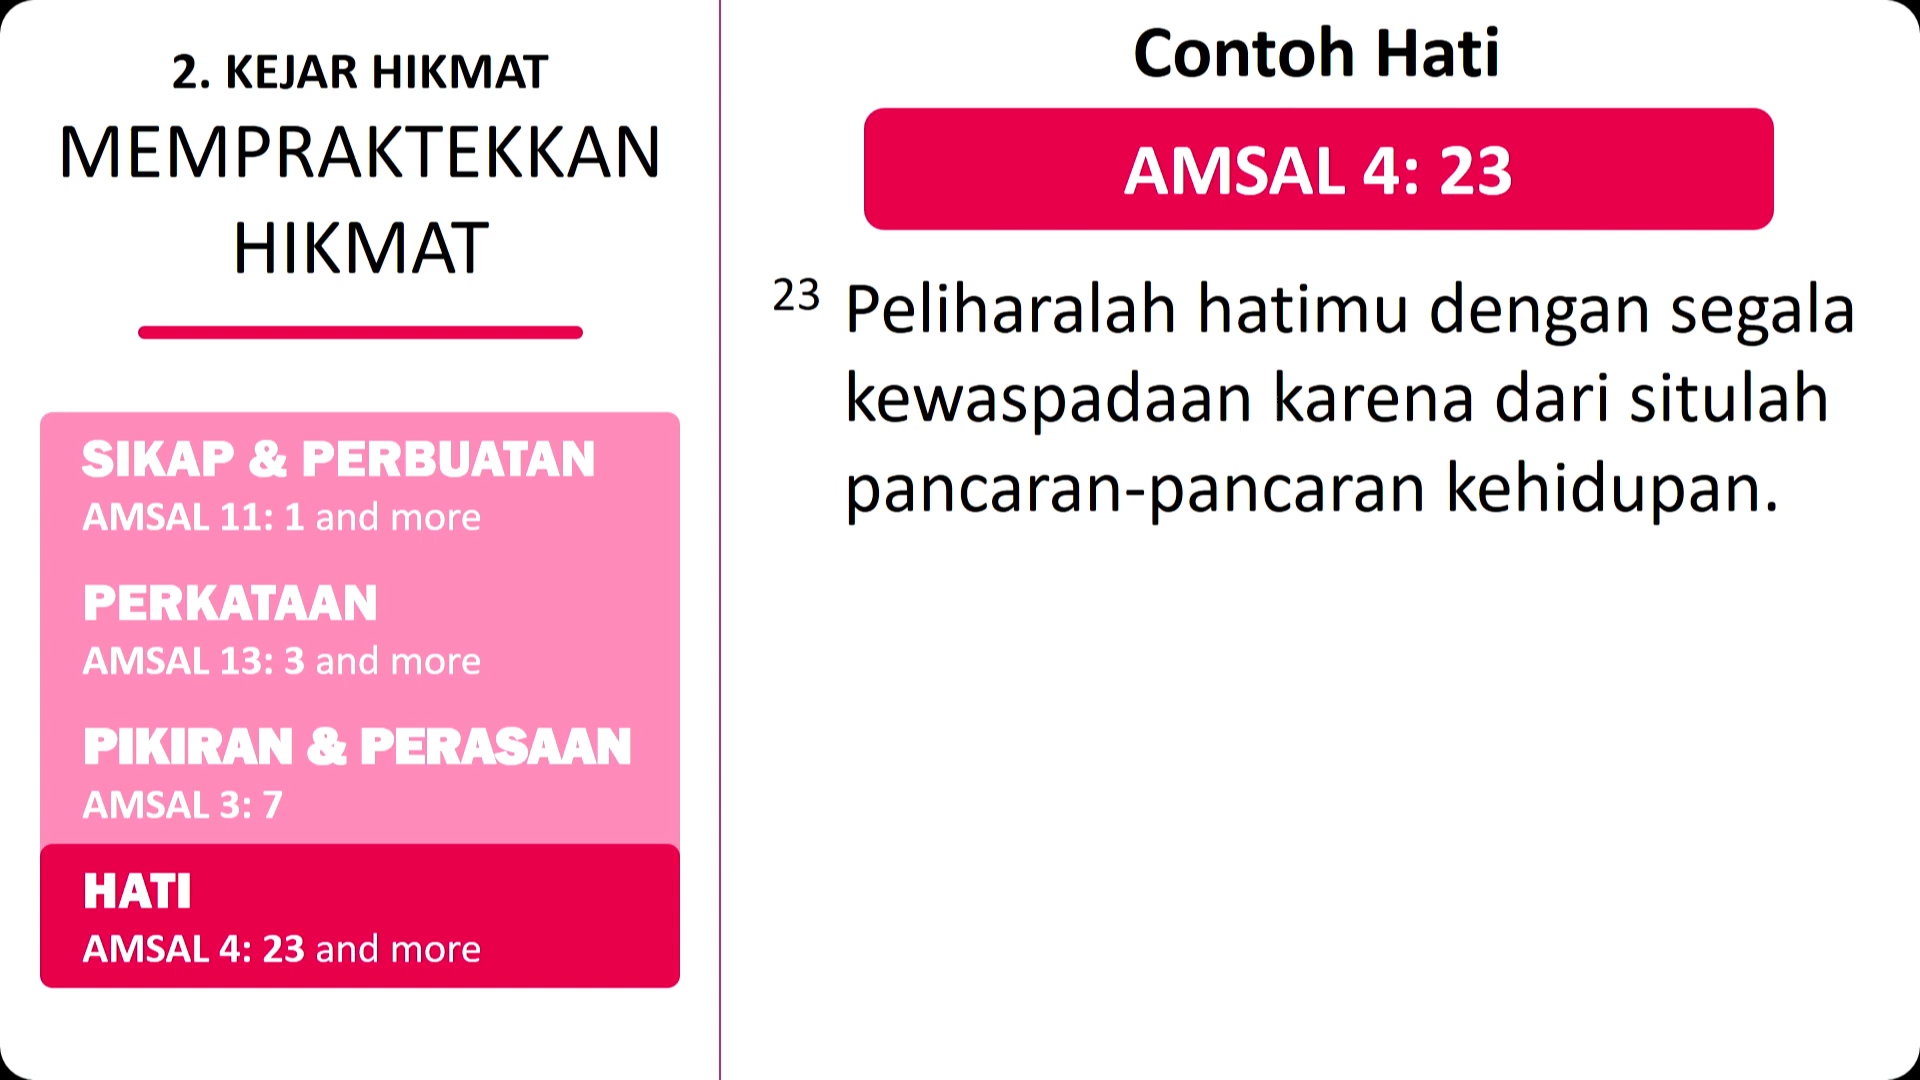 2. KEJAR HIKMAT
MEMPRAKTEKKAN
HIKMAT
SIKAP & PERBUATAN
AMSAL 11: 1 and more
PERKATAAN
AMSAL 13: 3 and more
PIKIRAN & PERASAAN
AMSAL 3: 7
HATI
AMSAL 4: 23 and more
Contoh Hati
AMSAL 4: 23
23 Peliharalah hatimu dengan segala
kewaspadaan karena dari situlah
pancaran-pancaran kehidupan.